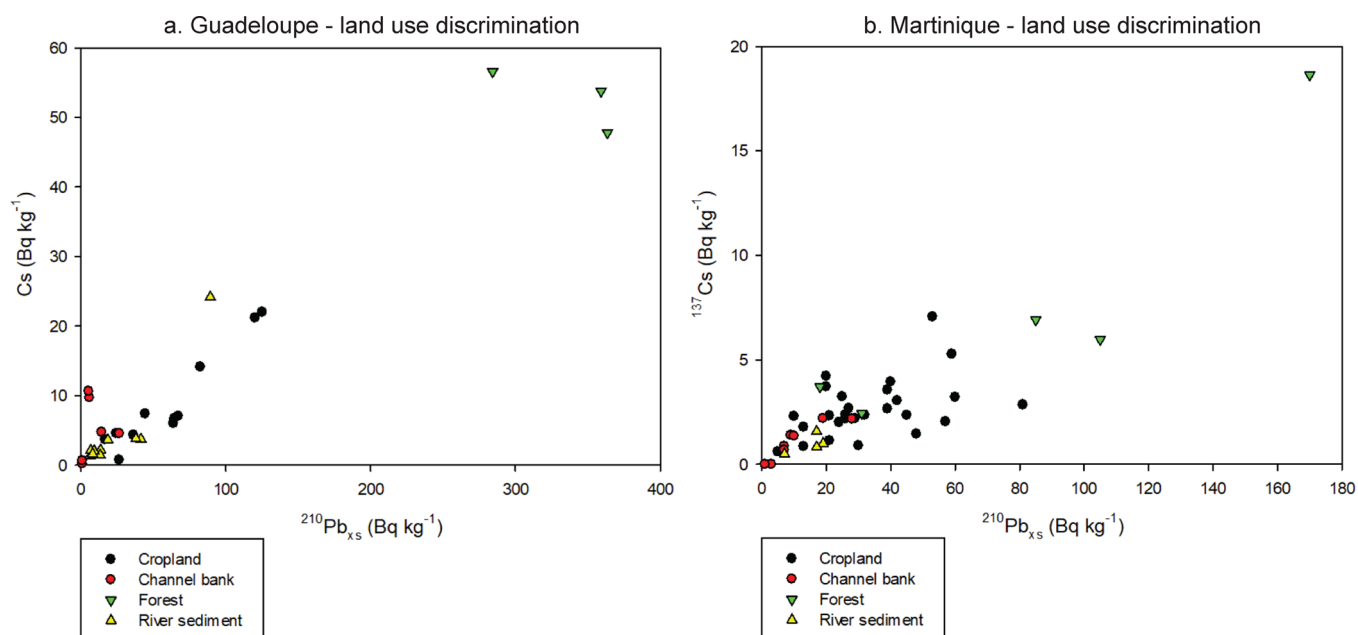 a. Guadeloupe - land use discrimination
60
50
40
30
20
10
0
Cs (Bq kg⁻¹)
0 100 200 300 400
²¹⁰Pbₓₛ (Bq kg⁻¹)
Cropland
Channel bank
Forest
River sediment
b. Martinique - land use discrimination
20
15
10
5
0
¹³⁷Cs (Bq kg⁻¹)
0 20 40 60 80 100 120 140 160 180
²¹⁰Pbₓₛ (Bq kg⁻¹)
Cropland
Channel bank
Forest
River sediment